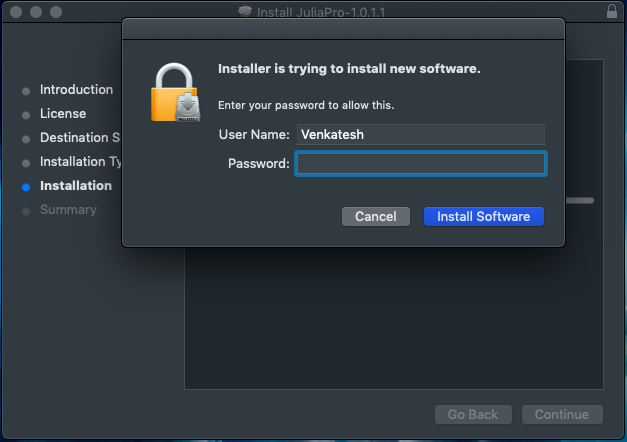 Install JuliaPro-1.0.1.1
Installer is trying to install new software.
Enter your password to allow this.
User Name: Venkatesh
Password:
Cancel Install Software
Introduction
License
Destination S
Installation Ty
Installation
Summary
Go Back Continue